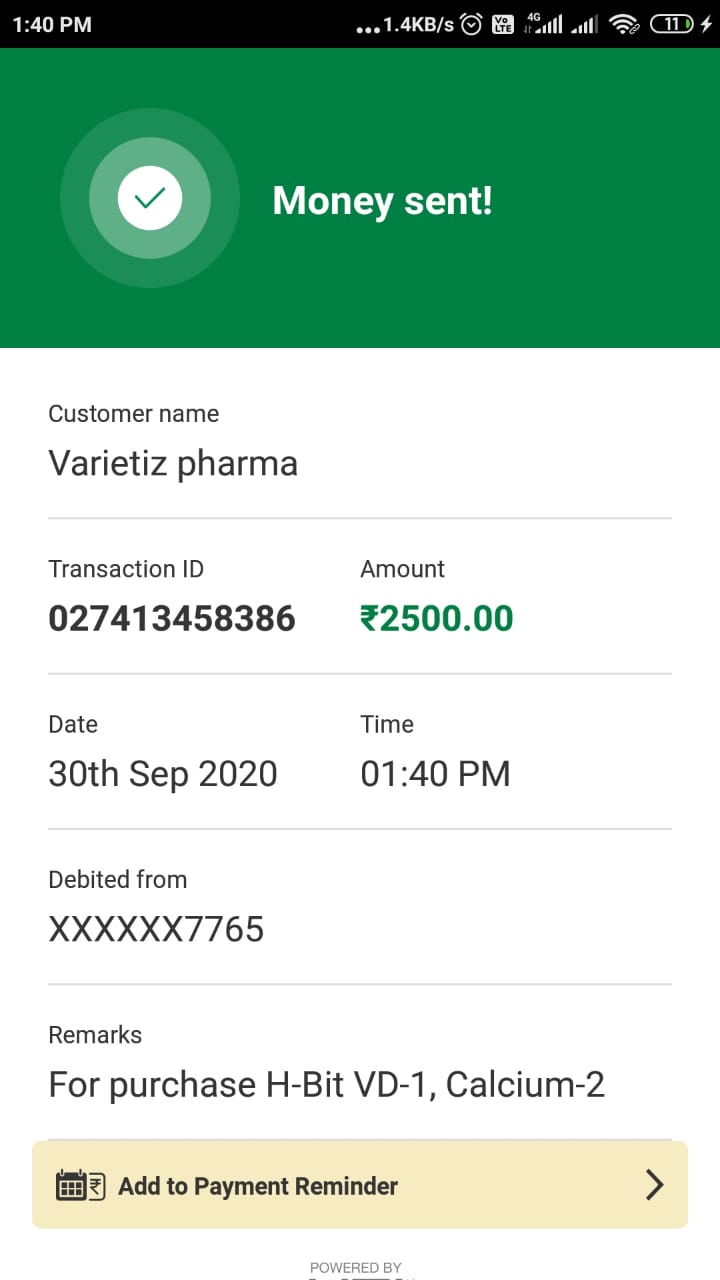 1:40 PM
...1.4KB/s
Vo LTE
4G
11
Money sent!
Customer name
Varietiz pharma
Transaction ID Amount
027413458386 ₹2500.00
Date Time
30th Sep 2020 01:40 PM
Debited from
XXXXXX7765
Remarks
For purchase H-Bit VD-1, Calcium-2
Add to Payment Reminder
POWERED BY